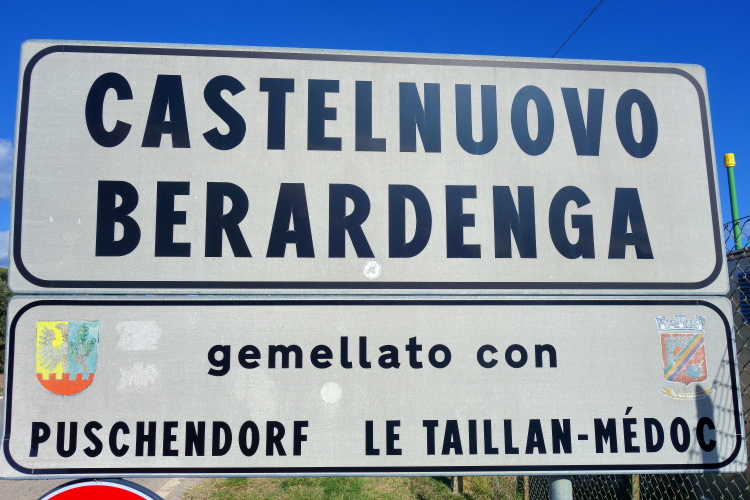 CASTELNUOVO
BERARDENGA
gemellato con
PUSCHENDORF LE TAILLAN-MÉDOC